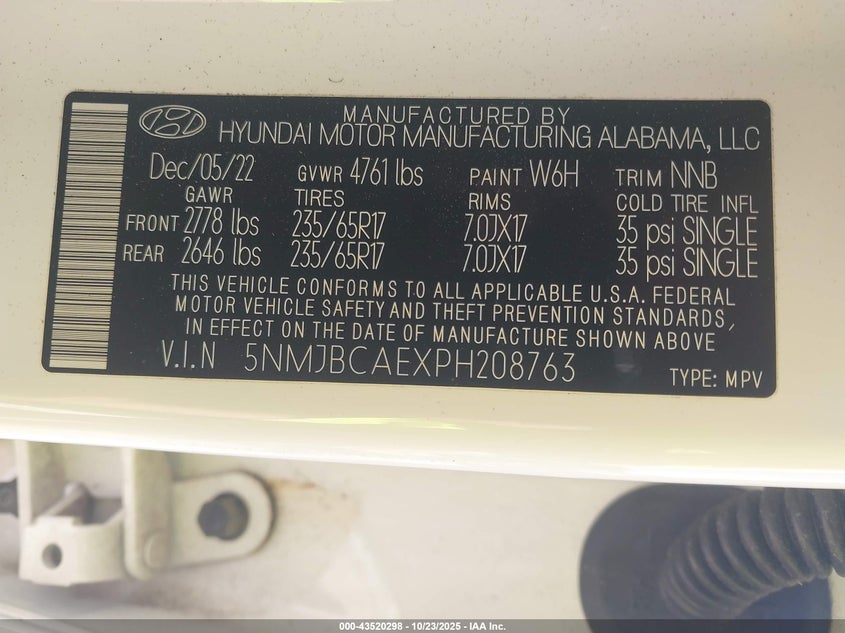 MANUFACTURED BY
HYUNDAI MOTOR MANUFACTURING ALABAMA, LLC
Dec/05/22 GVWR 4761 lbs PAINT W6H TRIM NNB
GAWR TIRES RIMS COLD TIRE INFL
FRONT 2778 lbs 235/65R17 7.0JX17 35 psi SINGLE
REAR 2646 lbs 235/65R17 7.0JX17 35 psi SINGLE
THIS VEHICLE CONFORMS TO ALL APPLICABLE U.S.A. FEDERAL
MOTOR VEHICLE SAFETY AND THEFT PREVENTION STANDARDS,
IN EFFECT ON THE DATE OF MANUFACTURE SHOWN ABOVE
V.I.N 5NMJBCAEXPH208763 TYPE: MPV
000-43520298 - 10/23/2025 - IAA Inc.